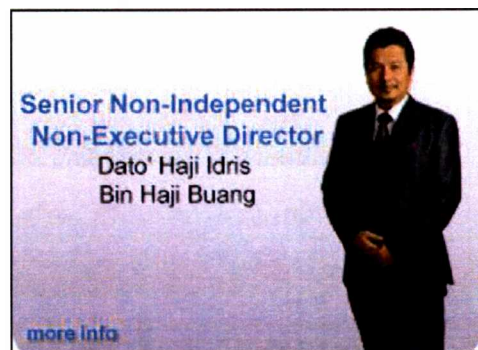 Senior Non-Independent
Non-Executive Director
Dato' Haji Idris
Bin Haji Buang
more info